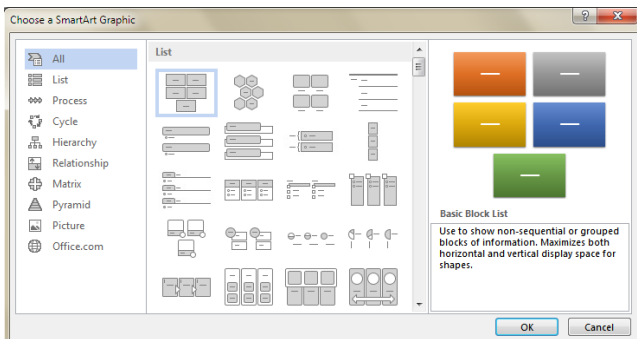 Choose a SmartArt Graphic
All
List
Process
Cycle
Hierarchy
Relationship
Matrix
Pyramid
Picture
Office.com
List
Basic Block List
Use to show non-sequential or grouped
blocks of information. Maximizes both
horizontal and vertical display space for
shapes.
OK
Cancel